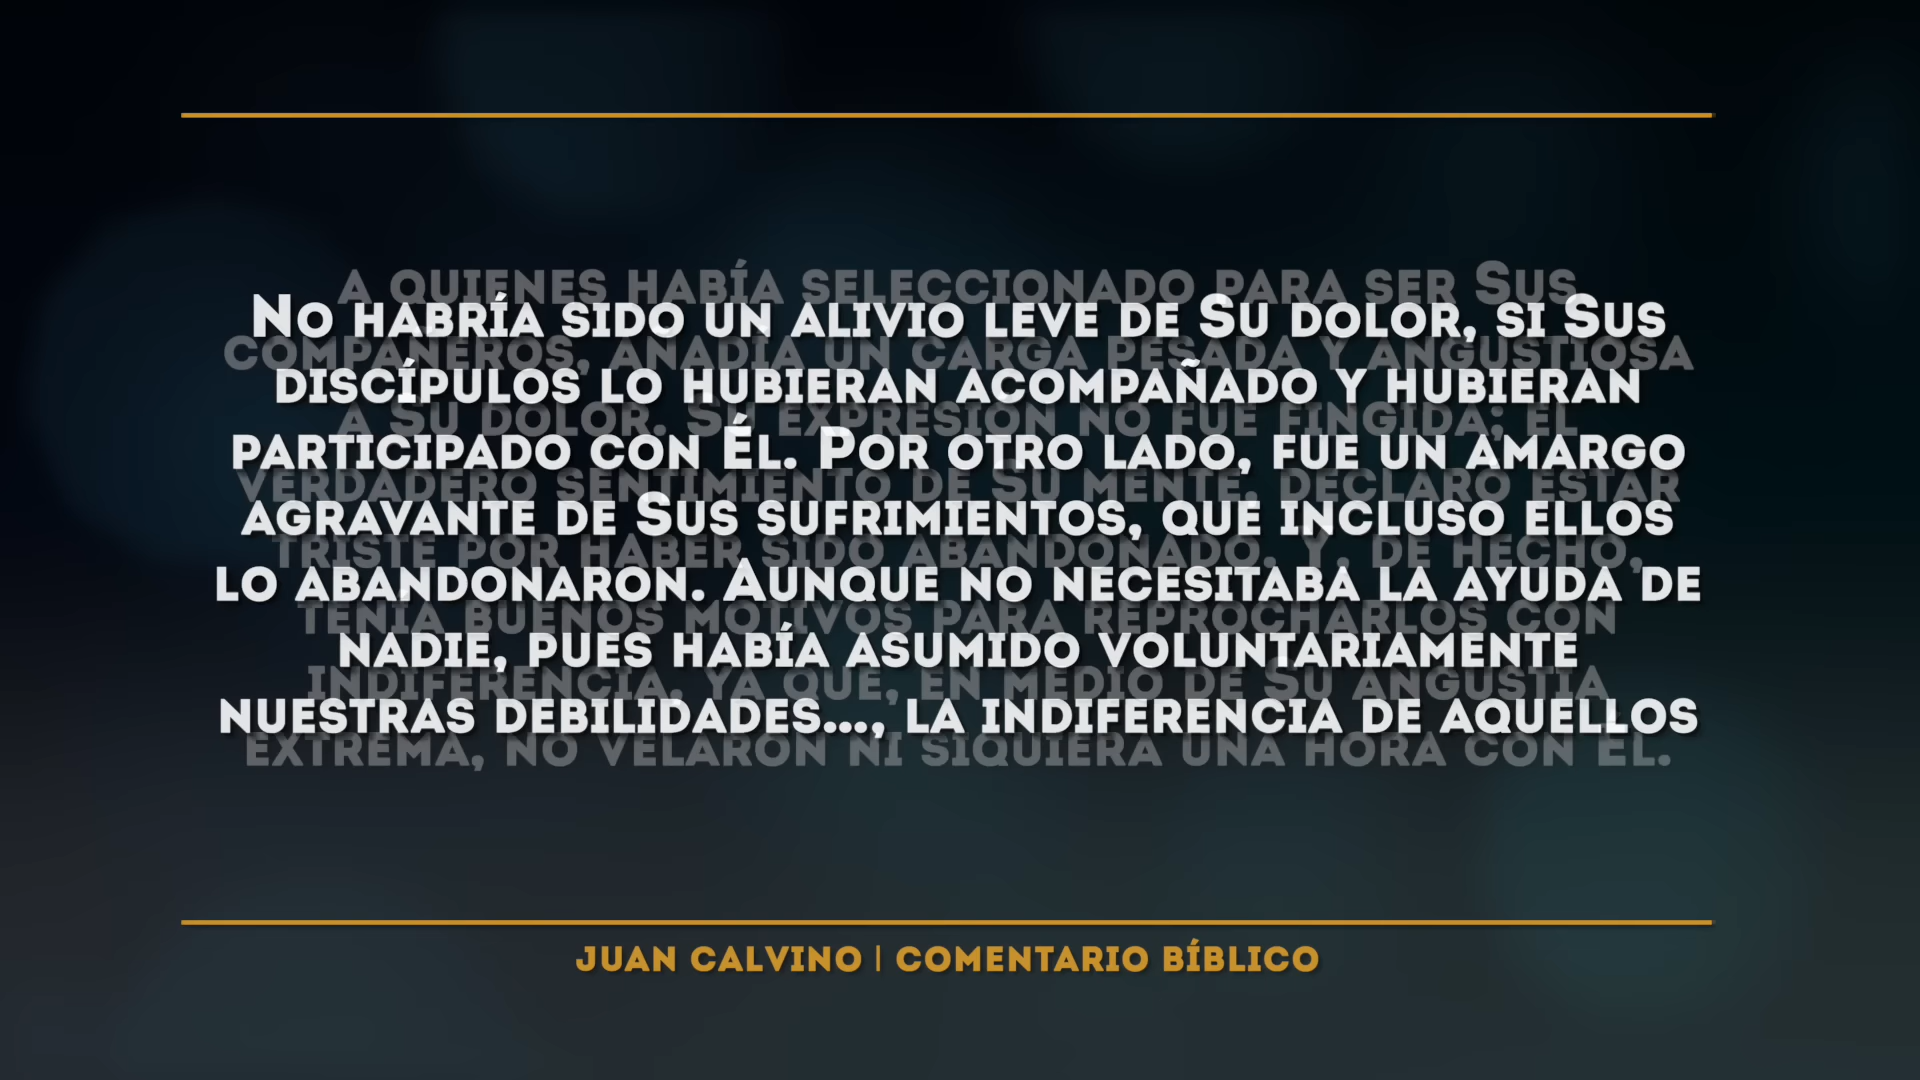 No habría sido un alivio leve de Su dolor, si Sus
discípulos lo hubieran acompañado y hubieran
participado con Él. Por otro lado, fue un amargo
agravante de Sus sufrimientos, que incluso ellos
lo abandonaron. Aunque no necesitaba la ayuda de
nadie, pues había asumido voluntariamente
nuestras debilidades..., la indiferencia de aquellos
a quienes había seleccionado para ser Sus
compañeros, añadía un carga pesada y angustiosa
a Su dolor. Su expresión no fue fingida; el
verdadero sentimiento de Su mente, declaró estar
triste por haber sido abandonado. Y, de hecho,
tenía buenos motivos para reprocharlos con
indiferencia, ya que, en medio de Su angustia
extrema, no velaron ni siquiera una hora con Él.
JUAN CALVINO | COMENTARIO BÍBLICO